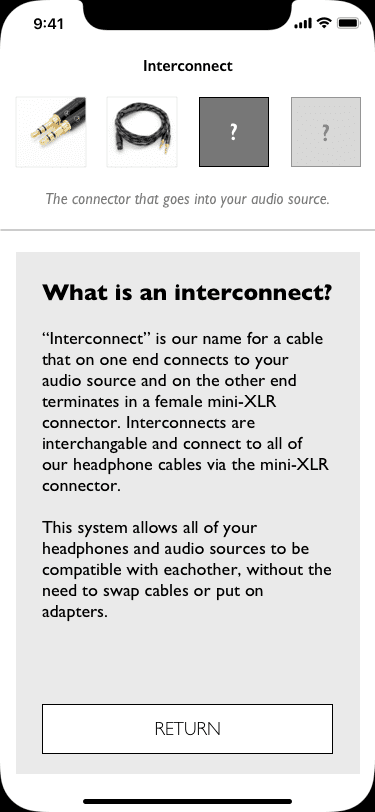 9:41
Interconnect
? ?
The connector that goes into your audio source.
What is an interconnect?
“Interconnect” is our name for a cable
that on one end connects to your
audio source and on the other end
terminates in a female mini-XLR
connector. Interconnects are
interchangable and connect to all of
our headphone cables via the mini-XLR
connector.
This system allows all of your
headphones and audio sources to be
compatible with eachother, without the
need to swap cables or put on
adapters.
RETURN